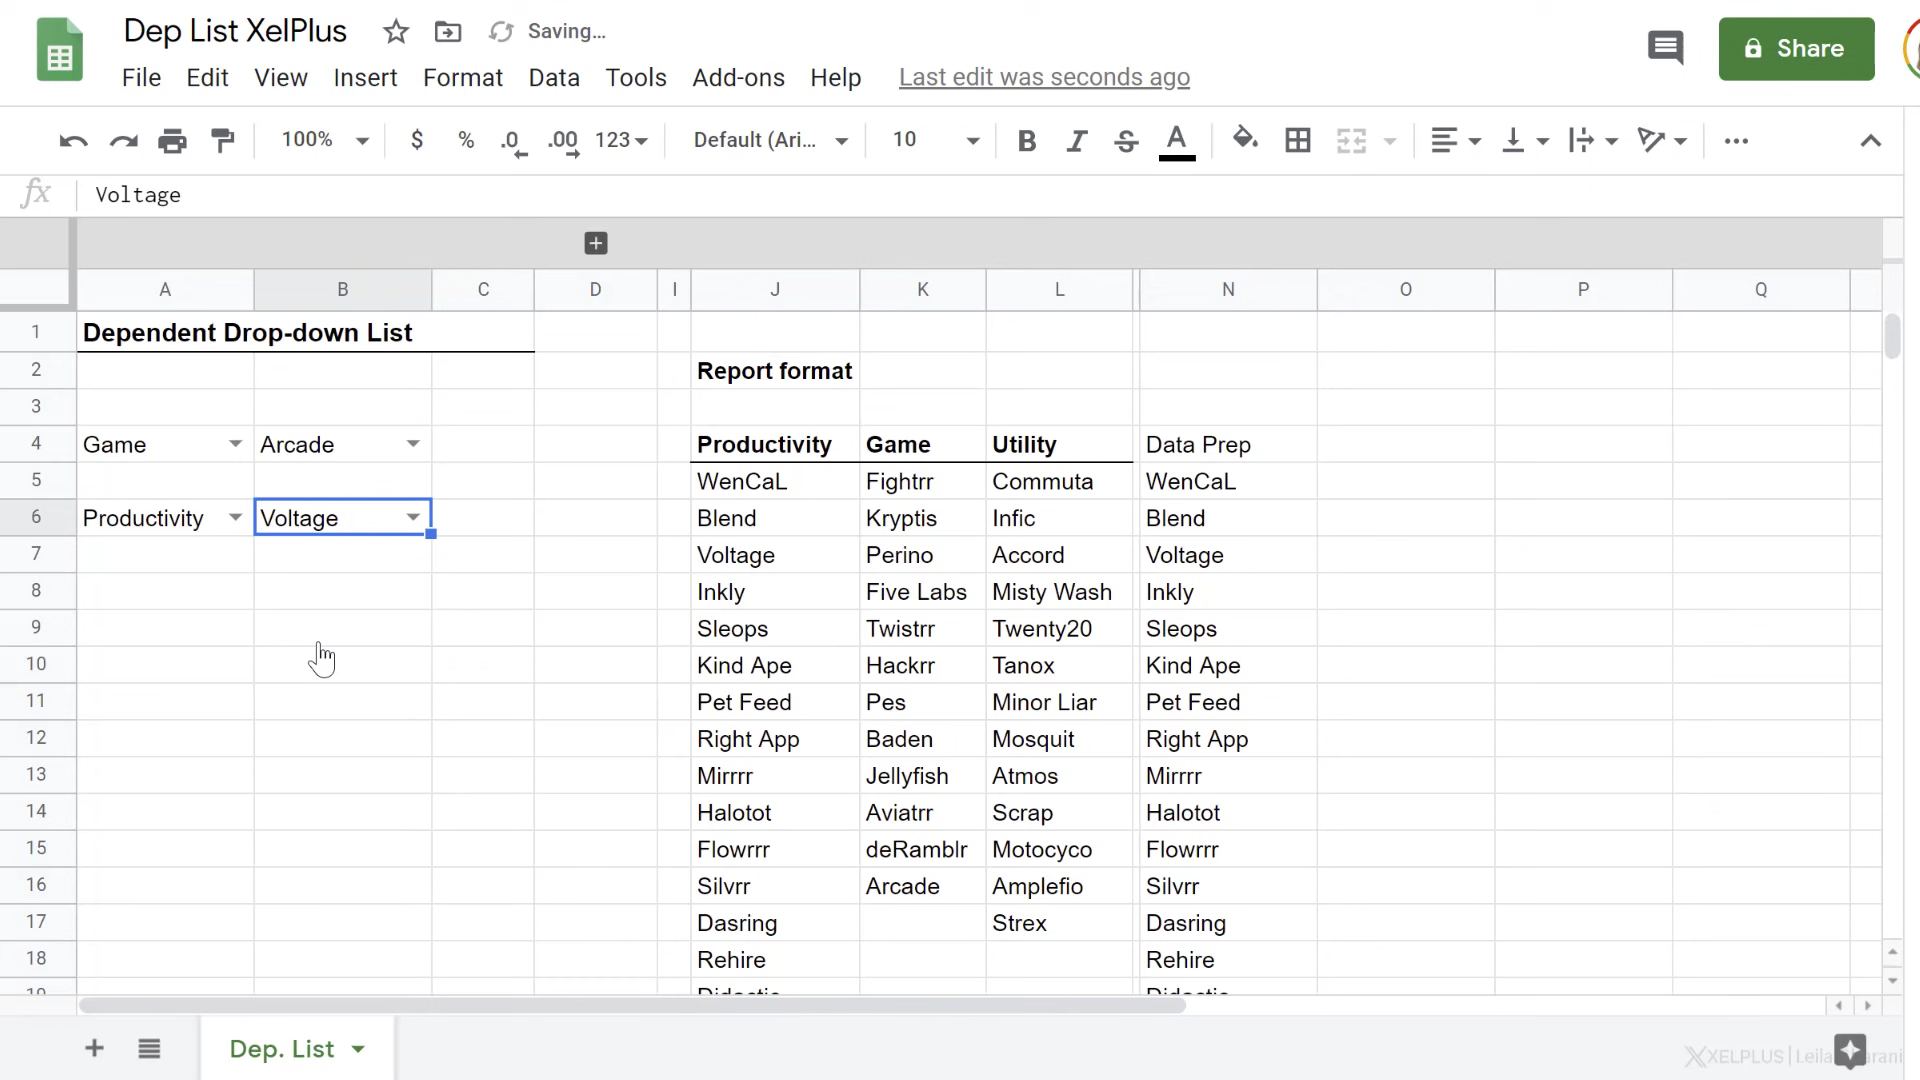 Dep List XelPlus Saving...
Share
File Edit View Insert Format Data Tools Add-ons Help Last edit was seconds ago
100% $ % .0 .00 123 Default (Ari... 10 B I S A ...
fx Voltage
A B C D I J K L N O P Q
1 Dependent Drop-down List
2 Report format
3
4 Game Arcade Productivity Game Utility Data Prep
5 WenCaL Fightrr Commuta WenCaL
6 Productivity Voltage Blend Kryptis Infic Blend
7 Voltage Perino Accord Voltage
8 Inkly Five Labs Misty Wash Inkly
9 Sleops Twistrr Twenty20 Sleops
10 Kind Ape Hackrr Tanox Kind Ape
11 Pet Feed Pes Minor Liar Pet Feed
12 Right App Baden Mosquit Right App
13 Mirrrr Jellyfish Atmos Mirrrr
14 Halotot Aviatrr Scrap Halotot
15 Flowrrr deRamblr Motocyco Flowrrr
16 Silvrr Arcade Amplefio Silvrr
17 Dasring Strex Dasring
18 Rehire Rehire
19
Dep. List
XELPLUS | Leila